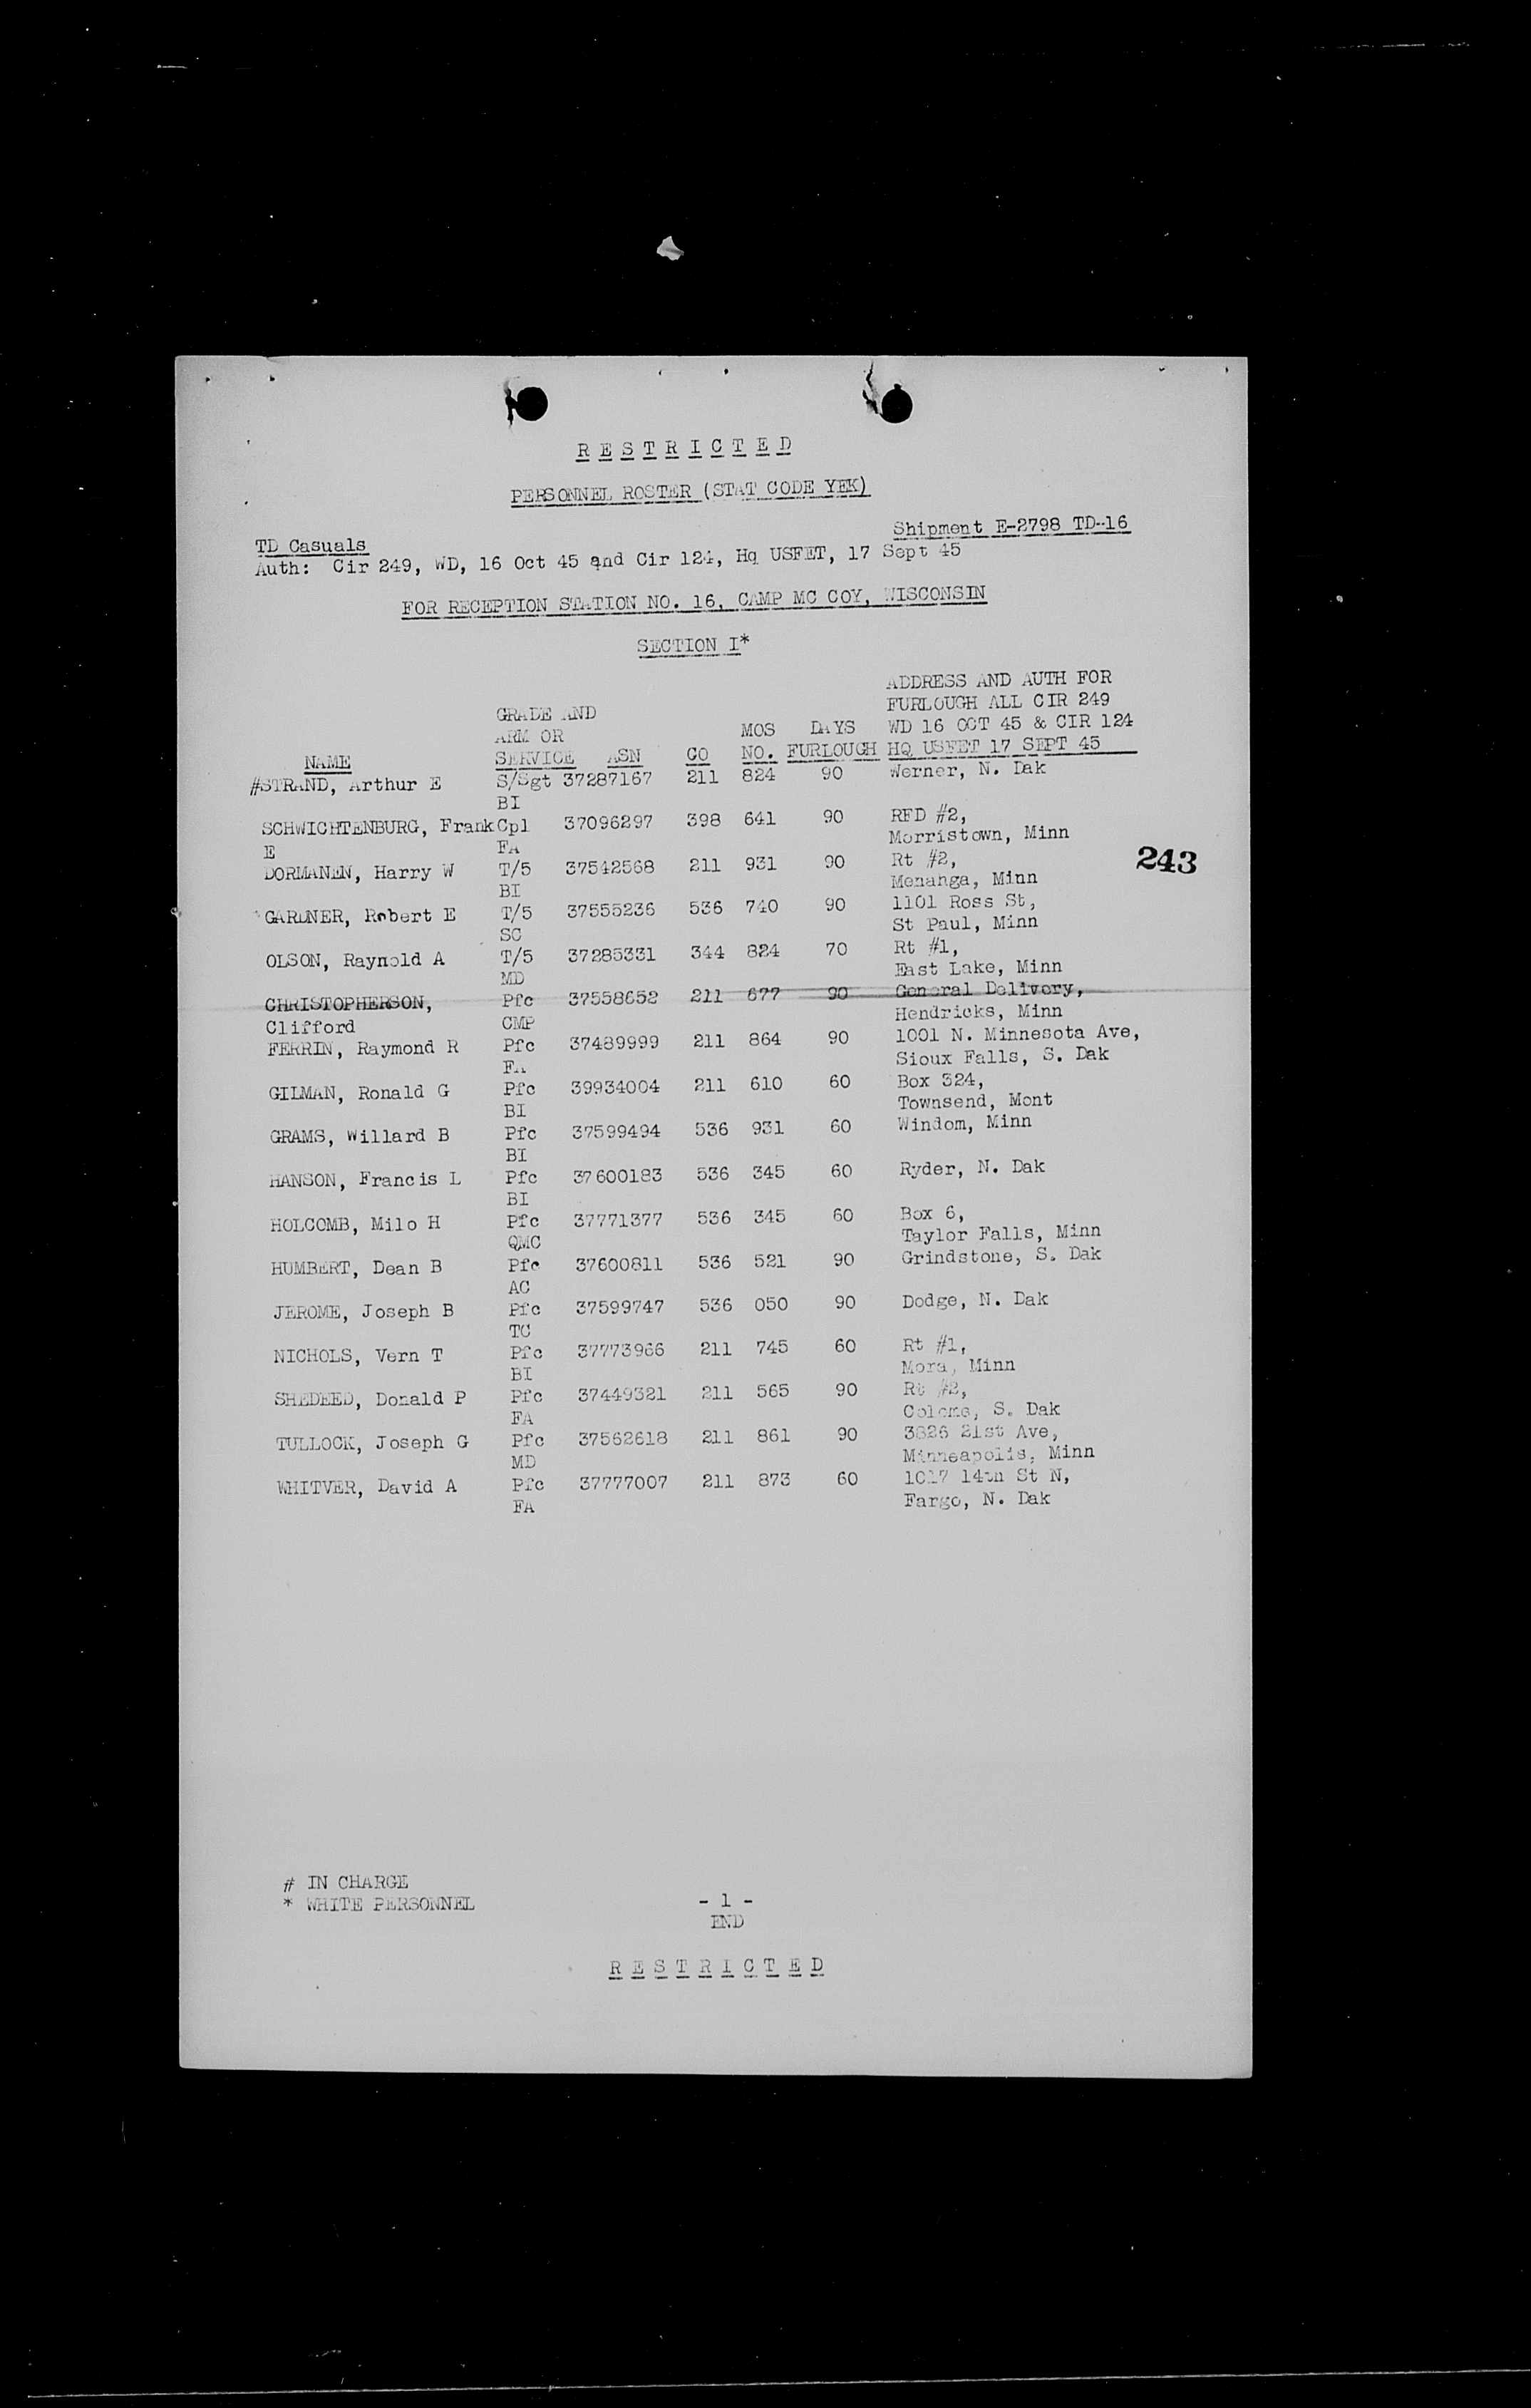 R E S T R I C T E D
PERSONNEL ROSTER (STAT CODE YEK)
Shipment E-2798 TD-16
TD Casuals
Auth: Cir 249, WD, 16 Oct 45 and Cir 124, Hq USFET, 17 Sept 45
FOR RECEPTION STATION NO. 16, CAMP MC COY, WISCONSIN
SECTION I*
ADDRESS AND AUTH FOR
GRADE AND FURLOUGH ALL CIR 249
ARM OR MOS DAYS WD 16 OCT 45 & CIR 124
NAME SERVICE ASN CO NO. FURLOUGH HQ USFET 17 SEPT 45
#STRAND, Arthur E S/Sgt 37287167 211 824 90 Werner, N. Dak
BI
SCHWICHTENBURG, Frank Cpl 37096297 398 641 90 RFD #2,
E FA Morristown, Minn
DORMANEN, Harry W T/5 37542568 211 931 90 Rt #2,
BI Menahga, Minn
243
GARDNER, Robert E T/5 37555236 536 740 90 1101 Ross St,
SC St Paul, Minn
OLSON, Raynold A T/5 37285331 344 824 70 Rt #1,
MD East Lake, Minn
CHRISTOPHERSON, Pfc 37558652 211 677 90 General Delivery,
Clifford CMP Hendricks, Minn
FERRIN, Raymond R Pfc 37489999 211 864 90 1001 N. Minnesota Ave,
FA Sioux Falls, S. Dak
GILMAN, Ronald G Pfc 39934004 211 610 60 Box 324,
BI Townsend, Mont
GRAMS, Willard B Pfc 37599494 536 931 60 Windom, Minn
BI
HANSON, Francis L Pfc 37600183 536 345 60 Ryder, N. Dak
BI
HOLCOMB, Milo H Pfc 37771377 536 345 60 Box 6,
QMC Taylor Falls, Minn
HUMBERT, Dean B Pfc 37600811 536 521 90 Grindstone, S. Dak
AC
JEROME, Joseph B Pfc 37599747 536 050 90 Dodge, N. Dak
TC
NICHOLS, Vern T Pfc 37773966 211 745 60 Rt #1,
BI Mora, Minn
SHEDEED, Donald P Pfc 37449321 211 565 90 Rt #2,
FA Colome, S. Dak
TULLOCK, Joseph G Pfc 37562618 211 861 90 3826 21st Ave,
MD Minneapolis, Minn
WHITVER, David A Pfc 37777007 211 873 60 1017 14th St N,
FA Fargo, N. Dak
# IN CHARGE
* WHITE PERSONNEL - 1 -
END
R E S T R I C T E D